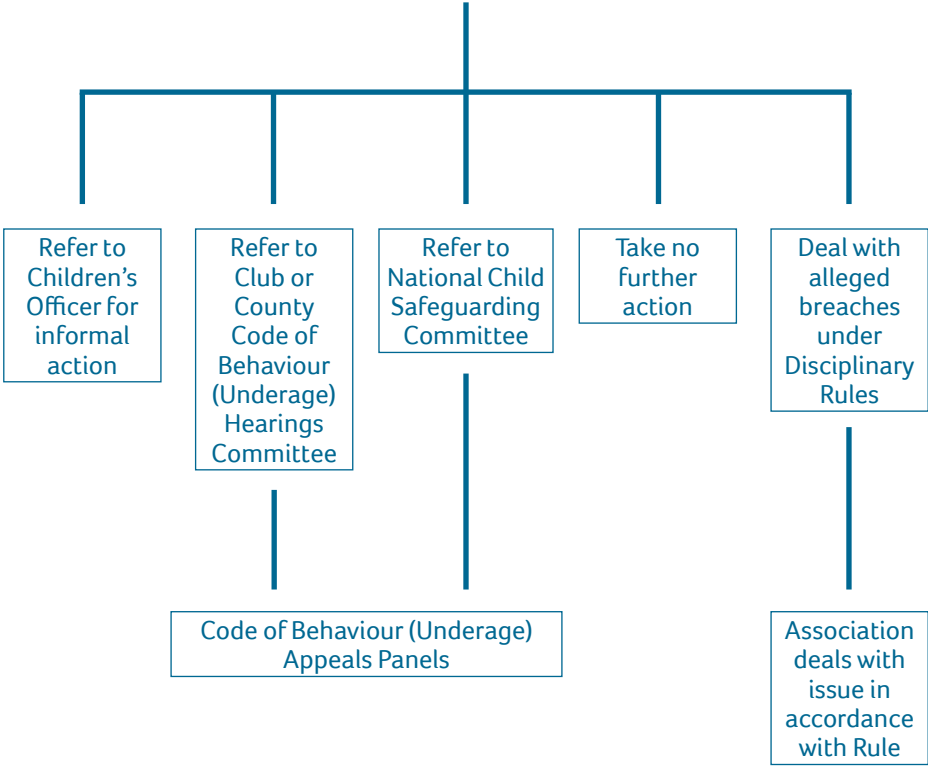 Refer to
Children's
Officer for
informal
action
Refer to
Club or
County
Code of
Behaviour
(Underage)
Hearings
Committee
Refer to
National Child
Safeguarding
Committee
Take no
further
action
Deal with
alleged
breaches
under
Disciplinary
Rules
Code of Behaviour (Underage)
Appeals Panels
Association
deals with
issue in
accordance
with Rule